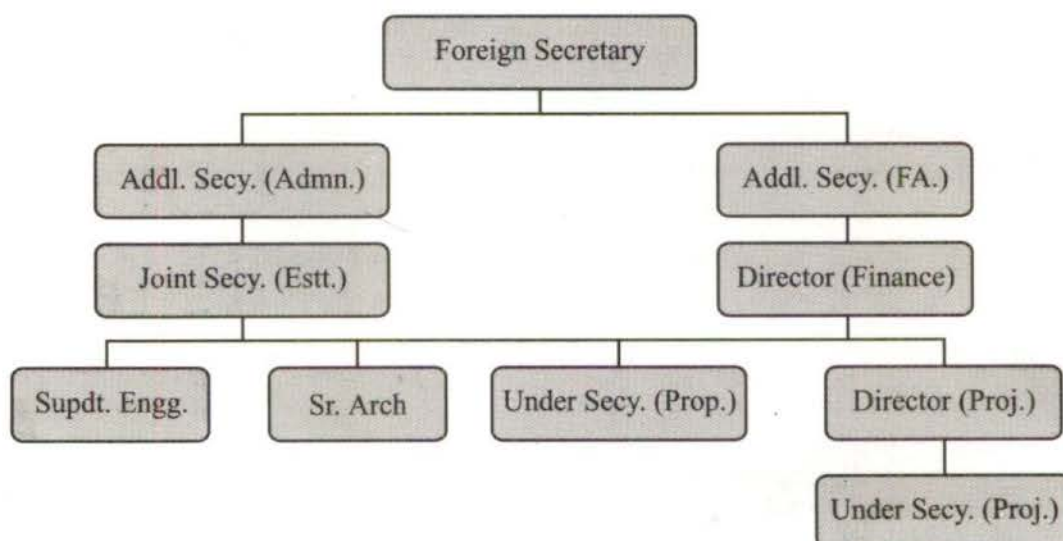 Foreign Secretary
Addl. Secy. (Admn.)
Addl. Secy. (FA.)
Joint Secy. (Estt.)
Director (Finance)
Supdt. Engg.
Sr. Arch
Under Secy. (Prop.)
Director (Proj.)
Under Secy. (Proj.)